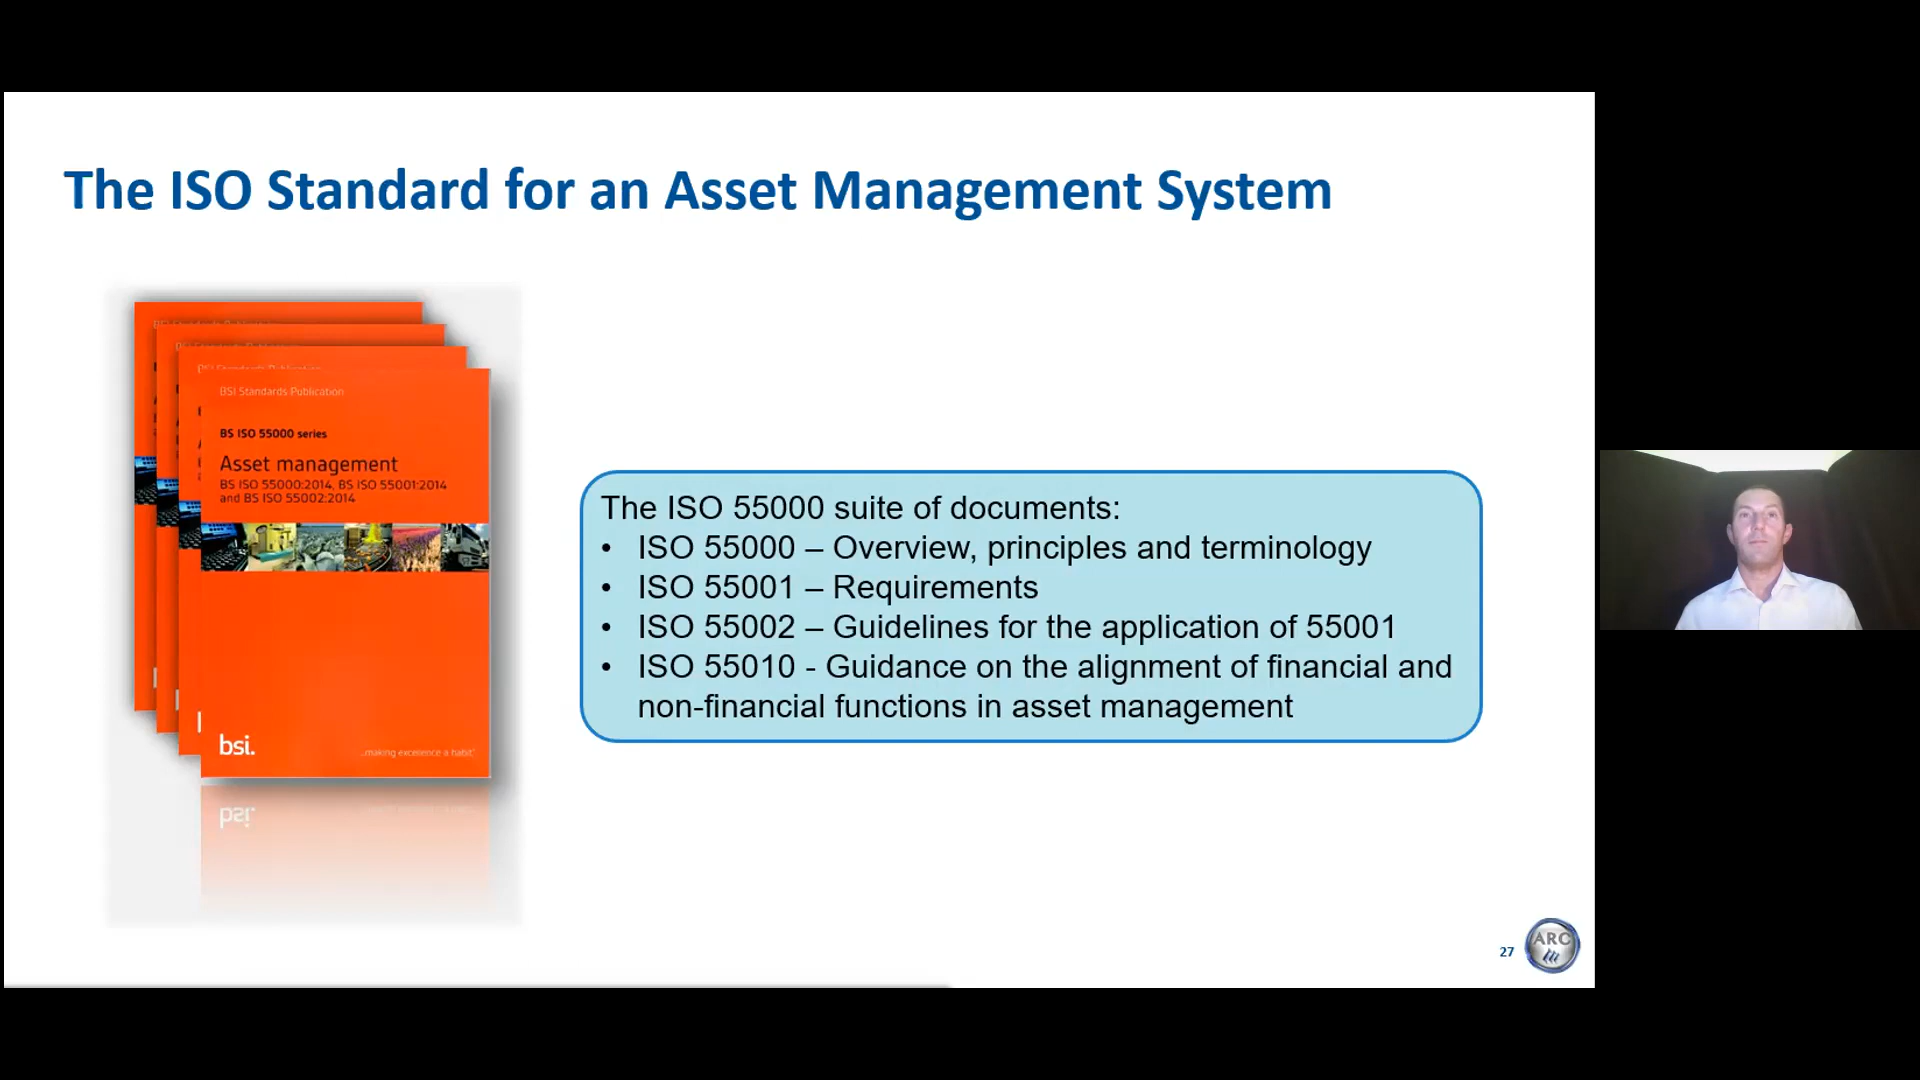 The ISO Standard for an Asset Management System
BSI Standards Publication
BS ISO 55000 series
Asset management
BS ISO 55000:2014, BS ISO 55001:2014
and BS ISO 55002:2014
bsi.
...making excellence a habit.
The ISO 55000 suite of documents:
• ISO 55000 – Overview, principles and terminology
• ISO 55001 – Requirements
• ISO 55002 – Guidelines for the application of 55001
• ISO 55010 - Guidance on the alignment of financial and
non-financial functions in asset management
27
ARC